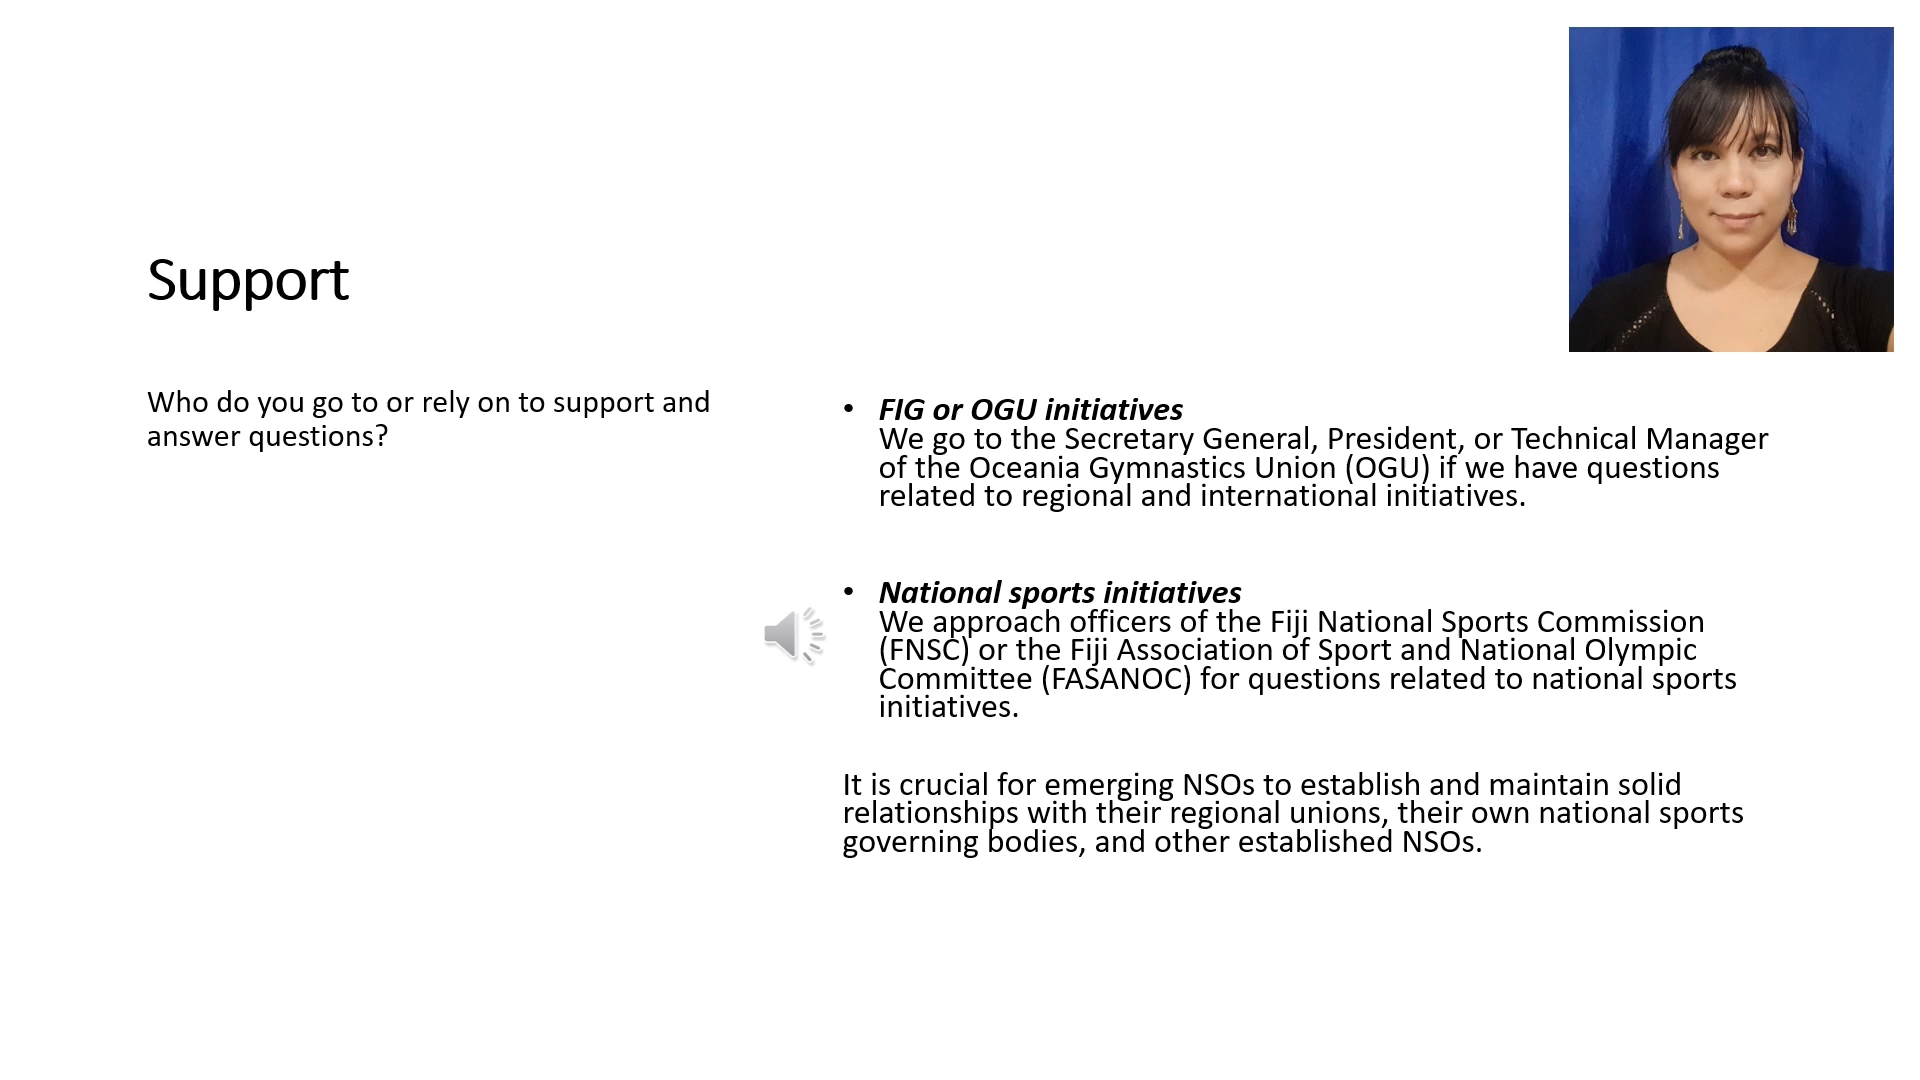 Support
Who do you go to or rely on to support and
answer questions?
• FIG or OGU initiatives
We go to the Secretary General, President, or Technical Manager
of the Oceania Gymnastics Union (OGU) if we have questions
related to regional and international initiatives.
• National sports initiatives
We approach officers of the Fiji National Sports Commission
(FNSC) or the Fiji Association of Sport and National Olympic
Committee (FASANOC) for questions related to national sports
initiatives.
It is crucial for emerging NSOs to establish and maintain solid
relationships with their regional unions, their own national sports
governing bodies, and other established NSOs.